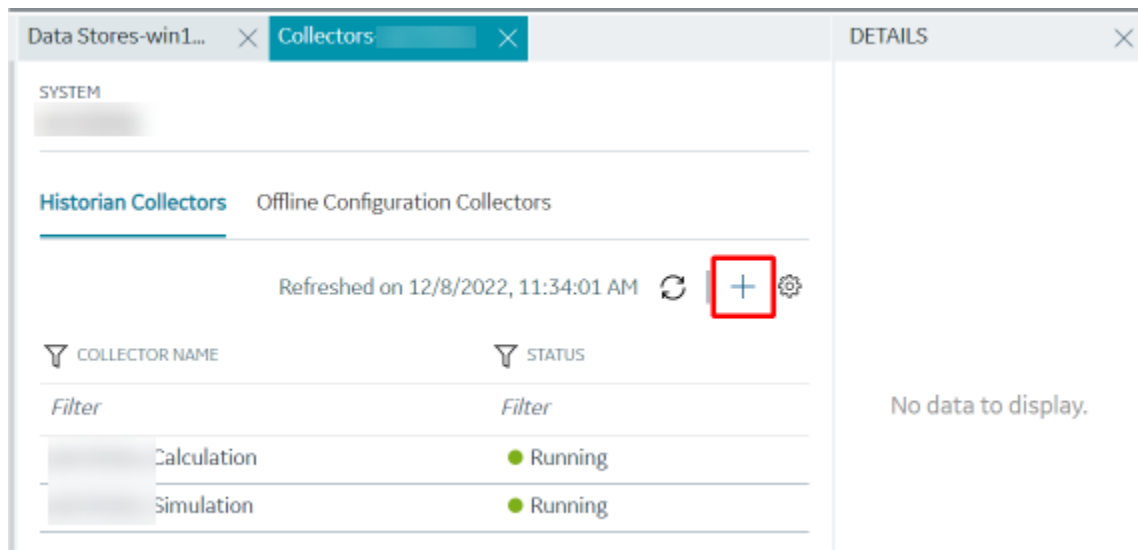 Data Stores-win1...
Collectors
DETAILS
SYSTEM
Historian Collectors Offline Configuration Collectors
Refreshed on 12/8/2022, 11:34:01 AM
COLLECTOR NAME STATUS
Filter Filter
No data to display.
Calculation Running
Simulation Running